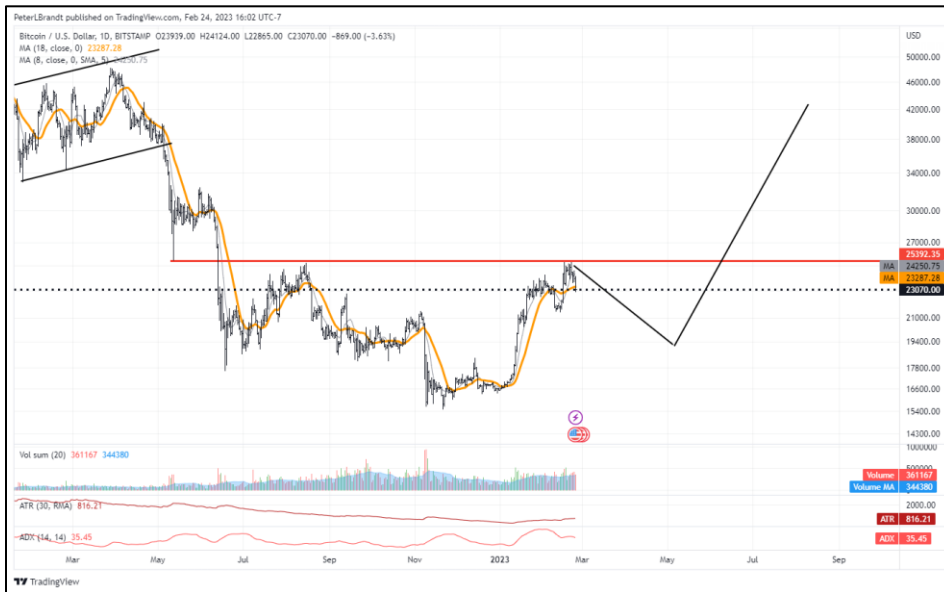 PeterLBrandt published on TradingView.com, Feb 24, 2023 16:02 UTC-7
Bitcoin / U.S. Dollar, 1D, BITSTAMP O23939.00 H24124.00 L22865.00 C23070.00 -869.00 (-3.63%)
MA (18, close, 0) 23287.28
MA (8, close, 0, SMA, 5) 24250.75
USD
50000.00
46000.00
42000.00
38000.00
34000.00
30000.00
27000.00
25392.35
MA 24250.75
MA 23287.28
23070.00
21000.00
19400.00
17800.00
16600.00
15400.00
14300.00
Vol sum (20) 361167 344380
1000000
500000
Volume 361167
Volume MA 344380
ATR (30, RMA) 816.21
2000.00
ATR 816.21
ADX (14, 14) 35.45
ADX 35.45
Mar May Jul Sep Nov 2023 Mar May Jul Sep
TradingView